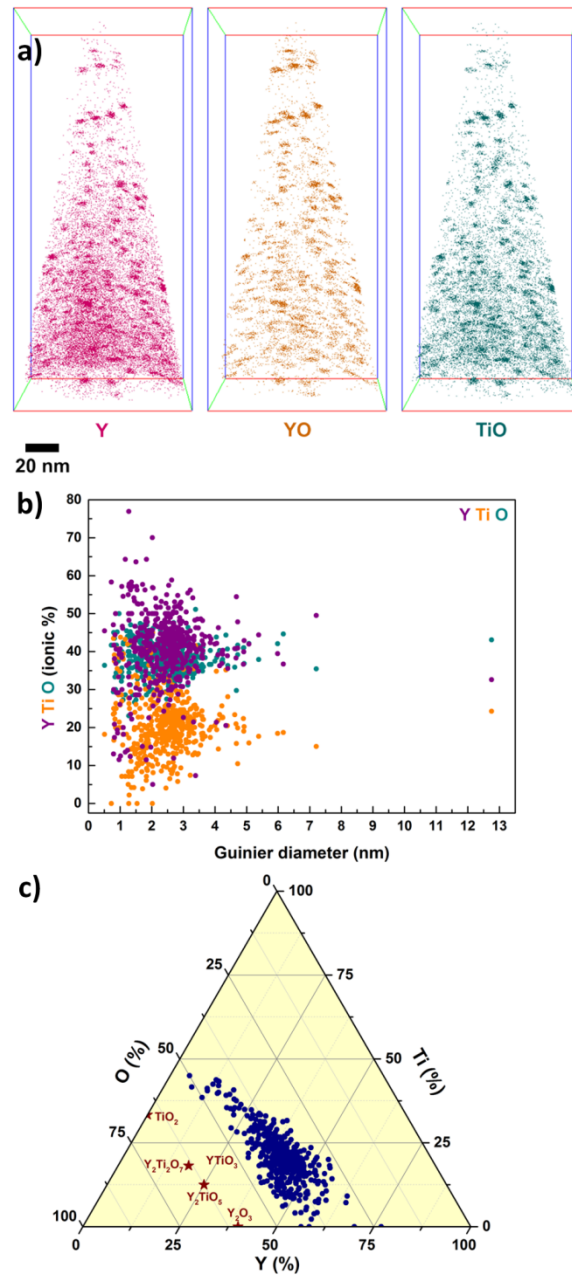 a)
Y YO TiO
20 nm
b)
Y Ti O
80
70
60
50
40
30
20
10
0
Y Ti O (ionic %)
0 1 2 3 4 5 6 7 8 9 10 11 12 13
Guinier diameter (nm)
c)
0 100
25 75
O (%) Ti (%)
50 50
TiO2
75 25
Y2Ti2O7 YTiO3
Y2TiO5
Y2O3
100 0
0 25 50 75 100
Y (%)